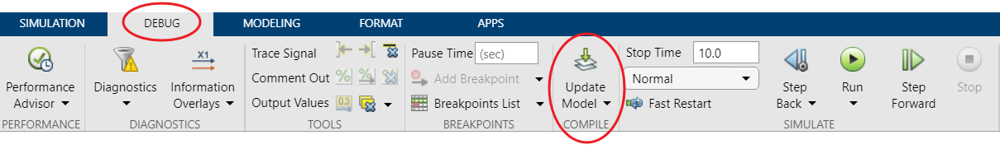 SIMULATION DEBUG MODELING FORMAT APPS
Performance Advisor
PERFORMANCE
Diagnostics
Information Overlays
DIAGNOSTICS
X1
Trace Signal
Comment Out
Output Values
% %
0.3
TOOLS
Pause Time (sec)
Add Breakpoint
Breakpoints List
BREAKPOINTS
Update
Model
COMPILE
Stop Time 10.0
Normal
Fast Restart
Step
Back
Run
Step
Forward
Stop
SIMULATE